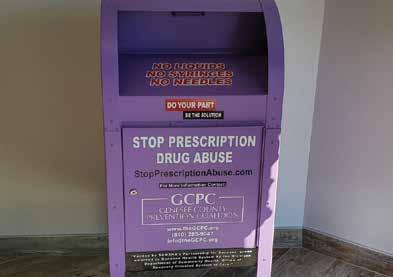 NO LIQUIDS
NO SYRINGES
NO NEEDLES
DO YOUR PART
BE THE SOLUTION
STOP PRESCRIPTION
DRUG ABUSE
StopPrescriptionAbuse.com
For More Information Contact:
GCPC
GENESEE COUNTY
PREVENTION COALITION
www.theGCPC.org
info@theGCPC.org